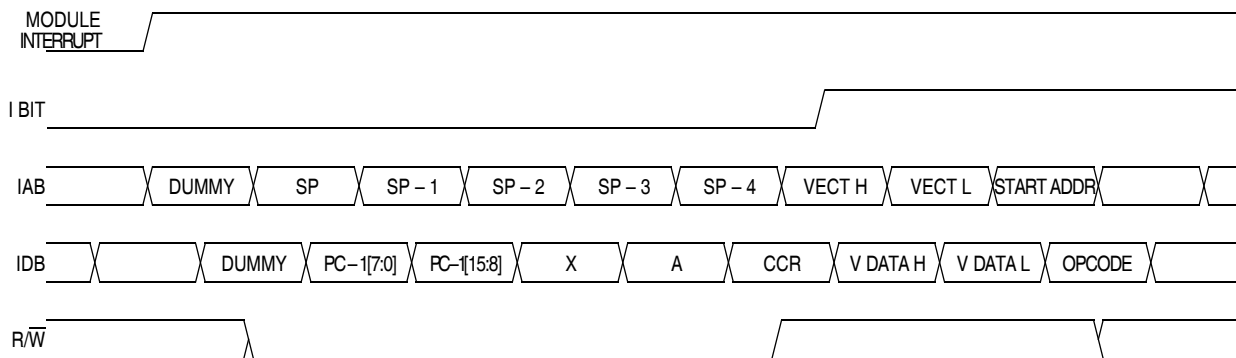 MODULE
INTERRUPT
I BIT
IAB DUMMY SP SP – 1 SP – 2 SP – 3 SP – 4 VECT H VECT L START ADDR
IDB DUMMY PC–1[7:0] PC–1[15:8] X A CCR V DATA H V DATA L OPCODE
R/W̅